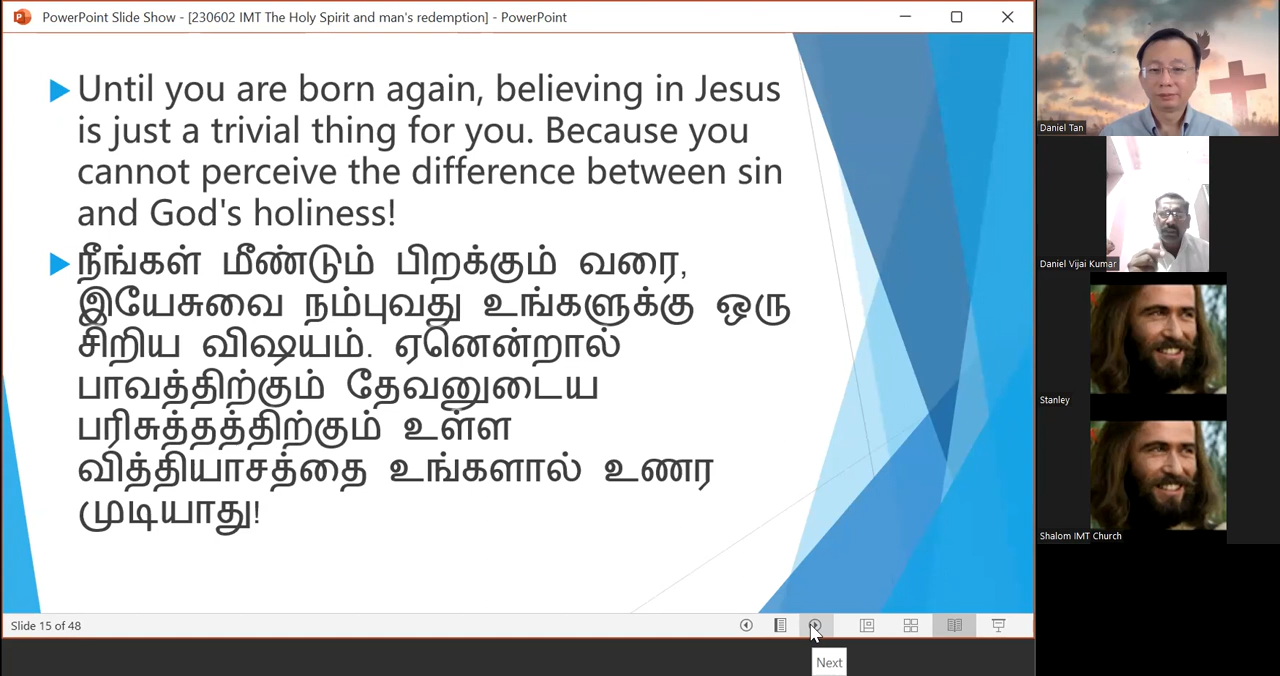 PowerPoint Slide Show - [230602 IMT The Holy Spirit and man's redemption] - PowerPoint
Until you are born again, believing in Jesus
is just a trivial thing for you. Because you
cannot perceive the difference between sin
and God's holiness!
நீங்கள் மீண்டும் பிறக்கும் வரை,
இயேசுவை நம்புவது உங்களுக்கு ஒரு
சிறிய விஷயம். ஏனென்றால்
பாவத்திற்கும் தேவனுடைய
பரிசுத்தத்திற்கும் உள்ள
வித்தியாசத்தை உங்களால் உணர
முடியாது!
Slide 15 of 48
Next
Daniel Tan
Daniel Vijai Kumar
Stanley
Shalom IMT Church